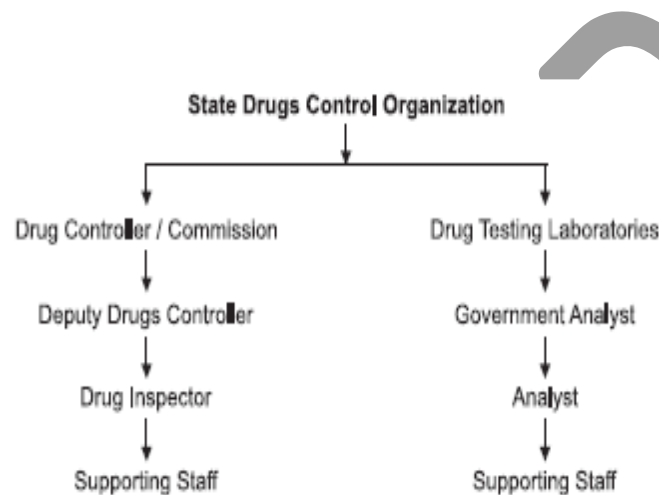 State Drugs Control Organization
Drug Controller / Commission
Drug Testing Laboratories
Deputy Drugs Controller
Government Analyst
Drug Inspector
Analyst
Supporting Staff
Supporting Staff